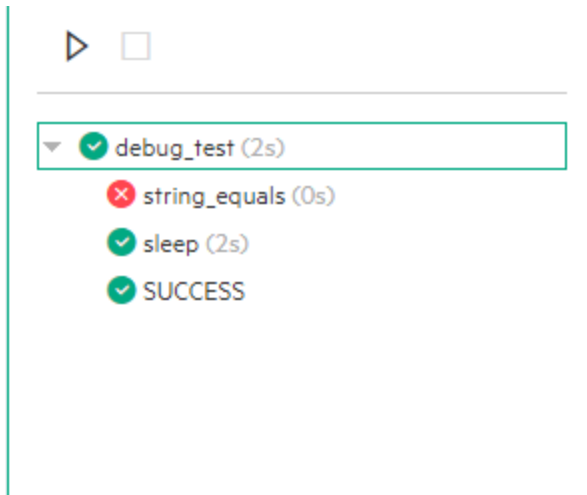 debug_test (2s)
string_equals (0s)
sleep (2s)
SUCCESS